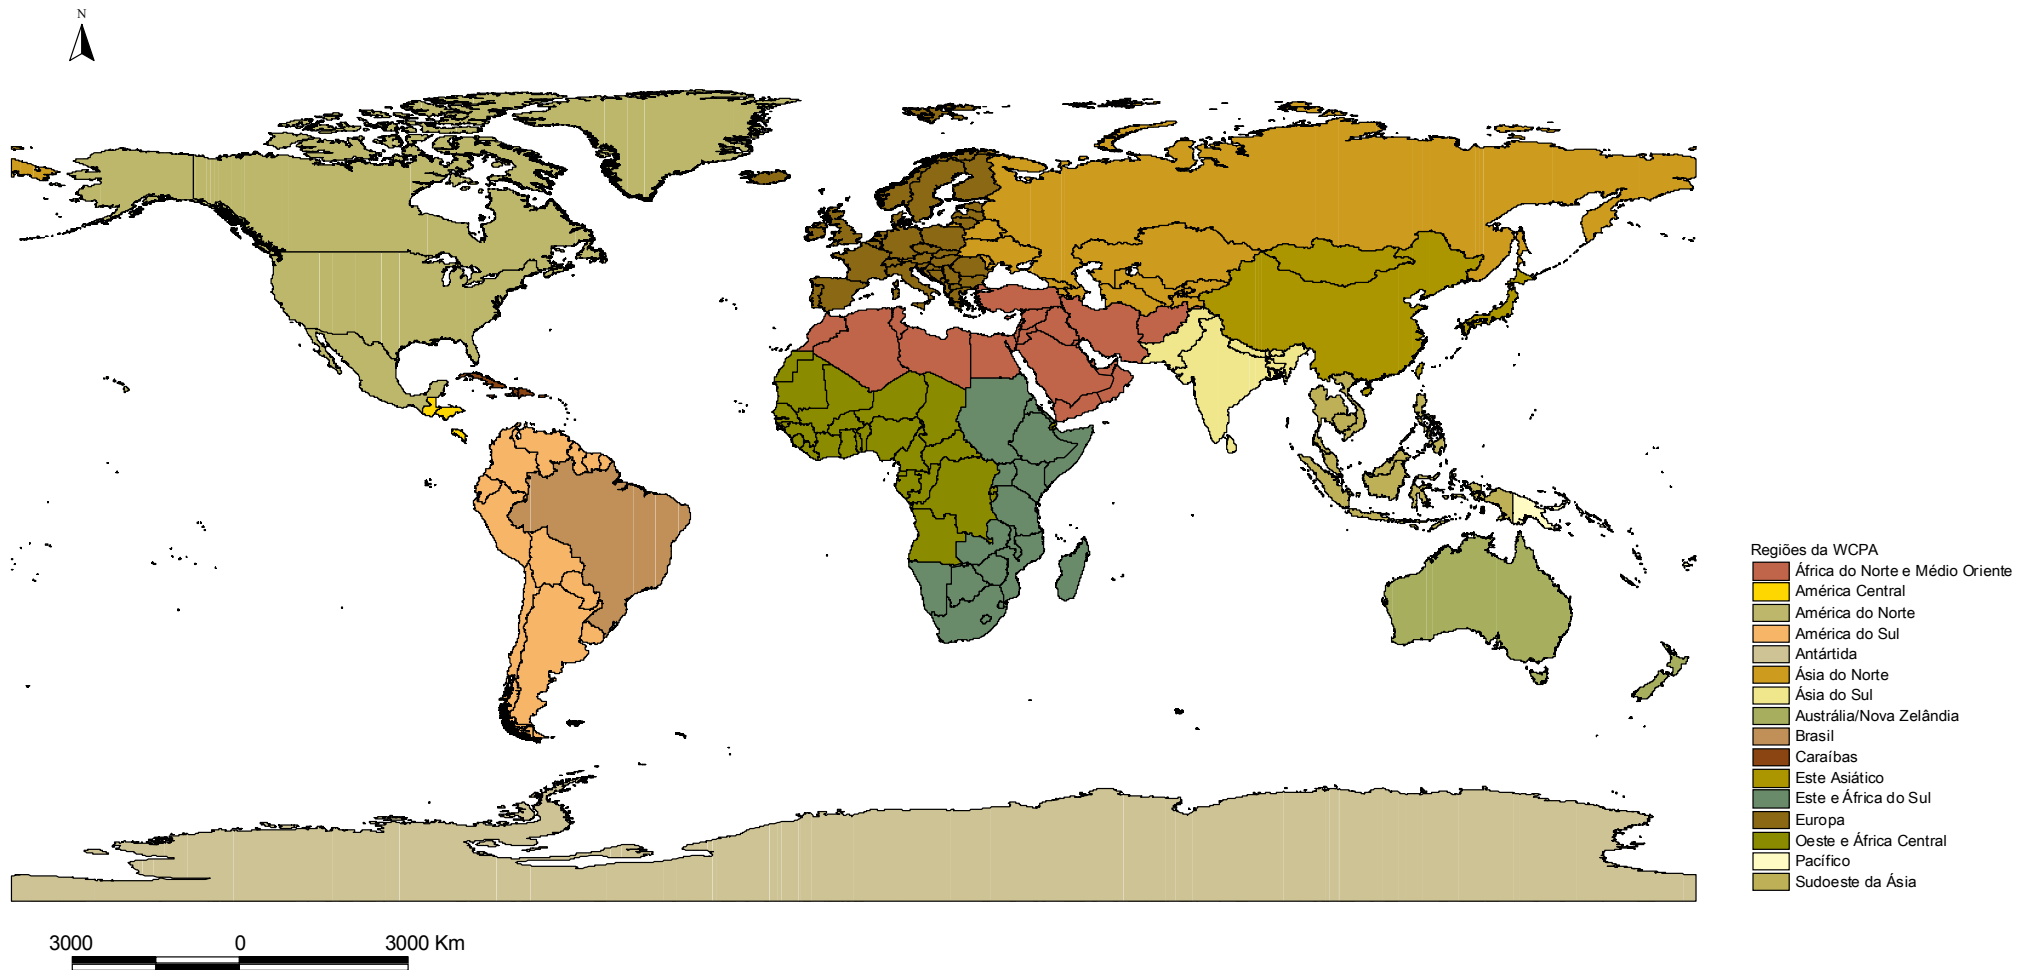 N
Regiões da WCPA
África do Norte e Médio Oriente
América Central
América do Norte
América do Sul
Antártida
Ásia do Norte
Ásia do Sul
Austrália/Nova Zelândia
Brasil
Caraíbas
Este Asiático
Este e África do Sul
Europa
Oeste e África Central
Pacífico
Sudoeste da Ásia
3000 0 3000 Km